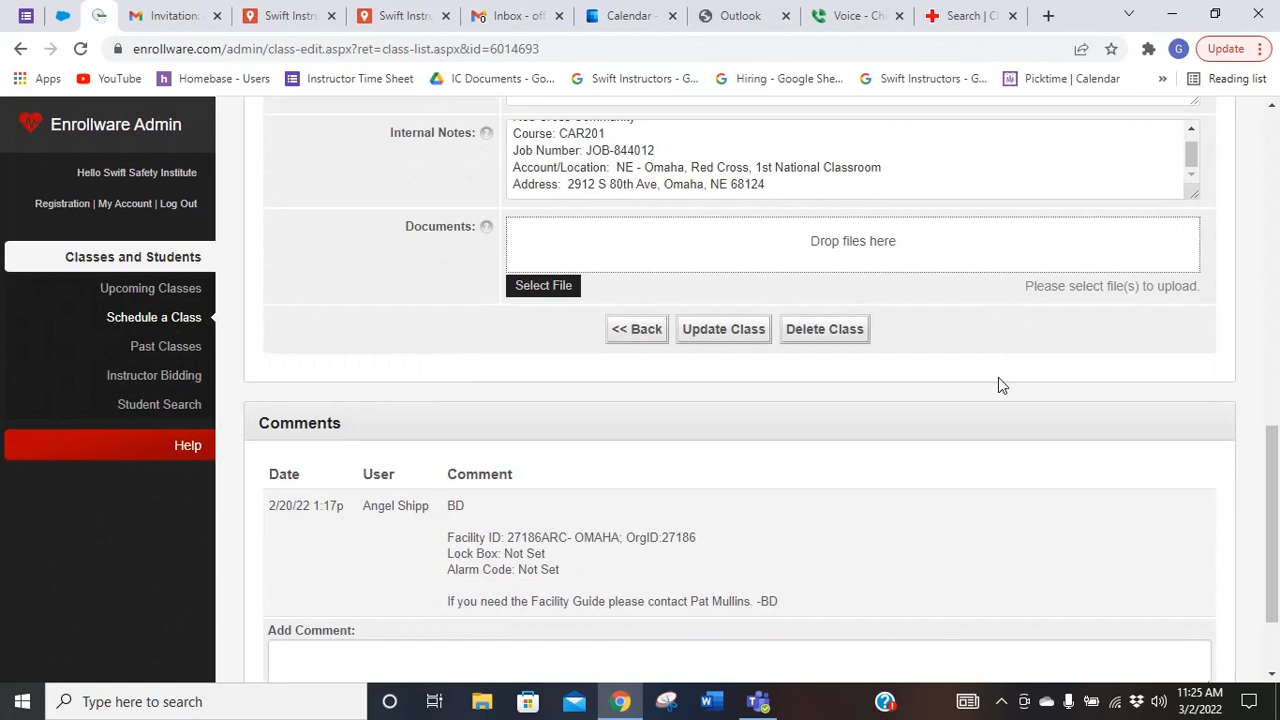 Invitation:
Swift Instru
Swift Instr
Inbox - of
Calendar -
Outlook
Voice - Ch
Search | Cl
enrollware.com/admin/class-edit.aspx?ret=class-list.aspx&id=6014693
G
Update
Apps
YouTube
Homebase - Users
Instructor Time Sheet
IC Documents - Go...
Swift Instructors - G...
Hiring - Google She...
Swift Instructors - G...
Picktime | Calendar
»
Reading list
Enrollware Admin
Hello Swift Safety Institute
Registration | My Account | Log Out
Classes and Students
Upcoming Classes
Schedule a Class
Past Classes
Instructor Bidding
Student Search
Help
Internal Notes: ?
Red Cross Community
Course: CAR201
Job Number: JOB-844012
Account/Location: NE - Omaha, Red Cross, 1st National Classroom
Address: 2912 S 80th Ave, Omaha, NE 68124
Documents: ?
Drop files here
Select File
Please select file(s) to upload.
<< Back
Update Class
Delete Class
Comments
Date User Comment
2/20/22 1:17p Angel Shipp BD
Facility ID: 27186ARC- OMAHA; OrgID:27186
Lock Box: Not Set
Alarm Code: Not Set
If you need the Facility Guide please contact Pat Mullins. -BD
Add Comment:
Type here to search
11:25 AM
3/2/2022